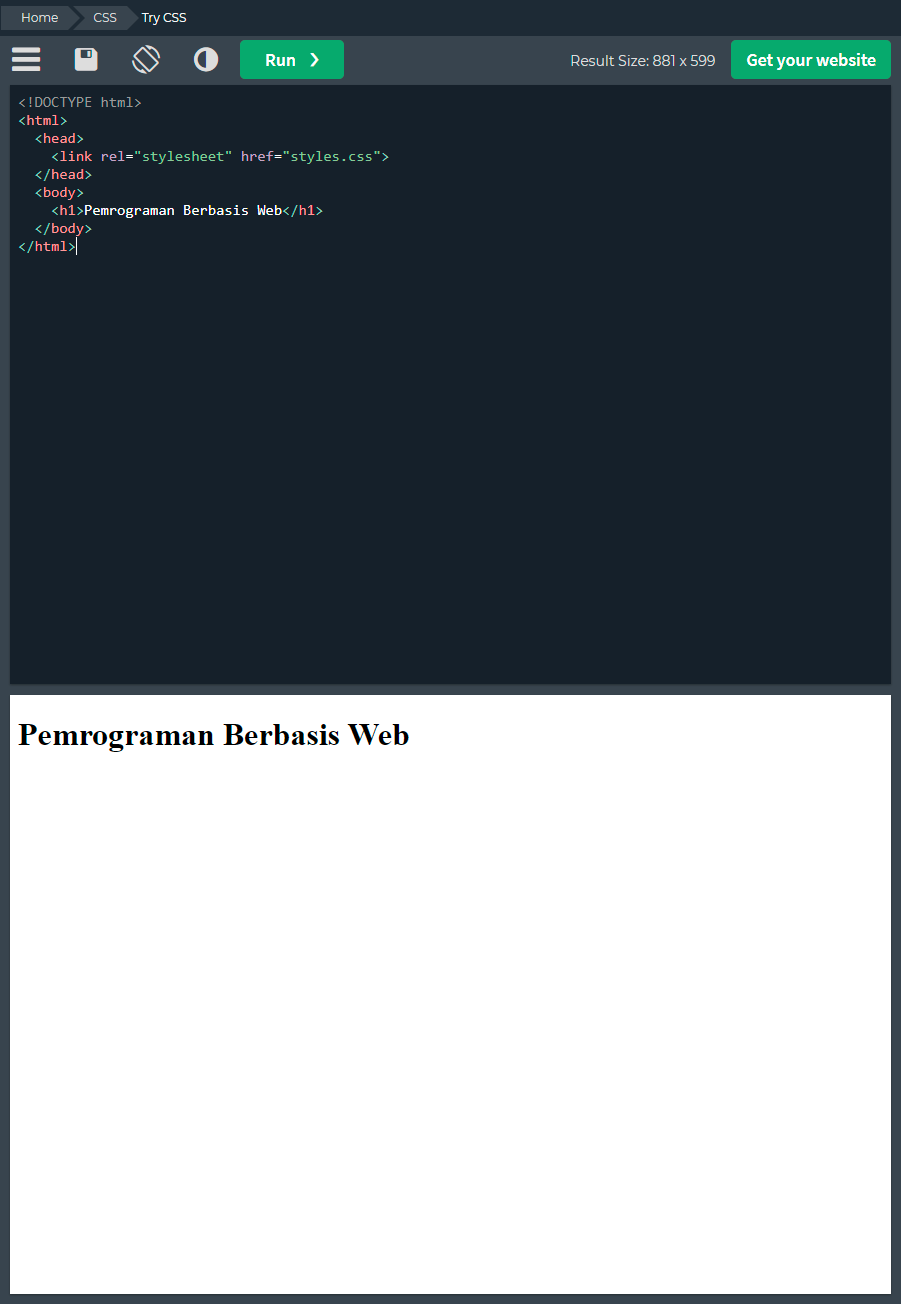 Home CSS Try CSS
Run ❯ Result Size: 881 x 599 Get your website
<!DOCTYPE html>
<html>
  <head>
    <link rel="stylesheet" href="styles.css">
  </head>
  <body>
    <h1>Pemrograman Berbasis Web</h1>
  </body>
</html>
Pemrograman Berbasis Web